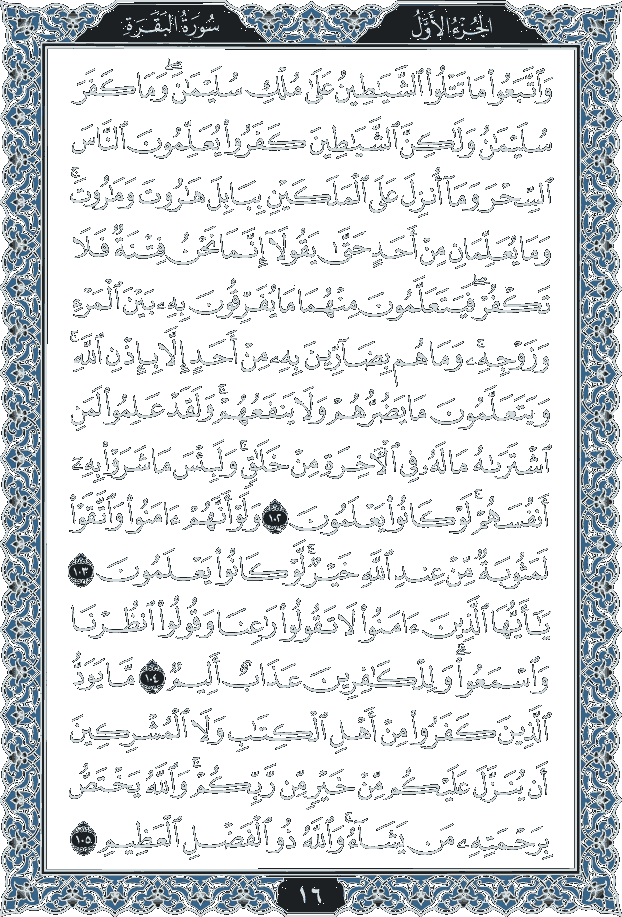 الجُزءُ الأَوَّلُ
سُورَةُ البَقَرَةِ
وَٱتَّبَعُوا۟ مَا تَتْلُوا۟ ٱلشَّيَـٰطِينُ عَلَىٰ مُلْكِ سُلَيْمَـٰنَ ۖ وَمَا كَفَرَ
سُلَيْمَـٰنُ وَلَـٰكِنَّ ٱلشَّيَـٰطِينَ كَفَرُوا۟ يُعَلِّمُونَ ٱلنَّاسَ
ٱلسِّحْرَ وَمَآ أُنزِلَ عَلَى ٱلْمَلَكَيْنِ بِبَابِلَ هَـٰرُوتَ وَمَـٰرُوتَ ۚ
وَمَا يُعَلِّمَانِ مِنْ أَحَدٍ حَتَّىٰ يَقُولَآ إِنَّمَا نَحْنُ فِتْنَةٌ فَلَا
تَكْفُرْ ۖ فَيَتَعَلَّمُونَ مِنْهُمَا مَا يُفَرِّقُونَ بِهِۦ بَيْنَ ٱلْمَرْءِ
وَزَوْجِهِۦ ۚ وَمَا هُم بِضَآرِّينَ بِهِۦ مِنْ أَحَدٍ إِلَّا بِإِذْنِ ٱللَّهِ ۚ
وَيَتَعَلَّمُونَ مَا يَضُرُّهُمْ وَلَا يَنفَعُهُمْ ۚ وَلَقَدْ عَلِمُوا۟ لَمَنِ
ٱشْتَرَىٰهُ مَا لَهُۥ فِى ٱلْـَٔاخِرَةِ مِنْ خَلَـٰقٍ ۚ وَلَبِئْسَ مَا شَرَوْا۟ بِهِۦٓ
أَنفُسَهُمْ ۚ لَوْ كَانُوا۟ يَعْلَمُونَ ١٠٢ وَلَوْ أَنَّهُمْ ءَامَنُوا۟ وَٱتَّقَوْا۟
لَمَثُوبَةٌ مِّنْ عِندِ ٱللَّهِ خَيْرٌ ۖ لَّوْ كَانُوا۟ يَعْلَمُونَ ١٠٣
يَـٰٓأَيُّهَا ٱلَّذِينَ ءَامَنُوا۟ لَا تَقُولُوا۟ رَٰعِنَا وَقُولُوا۟ ٱنظُرْنَا
وَٱسْمَعُوا۟ ۗ وَلِلْكَـٰفِرِينَ عَذَابٌ أَلِيمٌ ١٠٤ مَّا يَوَدُّ
ٱلَّذِينَ كَفَرُوا۟ مِنْ أَهْلِ ٱلْكِتَـٰبِ وَلَا ٱلْمُشْرِكِينَ
أَن يُنَزَّلَ عَلَيْكُم مِّنْ خَيْرٍ مِّن رَّبِّكُمْ ۗ وَٱللَّهُ يَخْتَصُّ
بِرَحْمَتِهِۦ مَن يَشَآءُ ۚ وَٱللَّهُ ذُو ٱلْفَضْلِ ٱلْعَظِيمِ ١٠٥
١٦